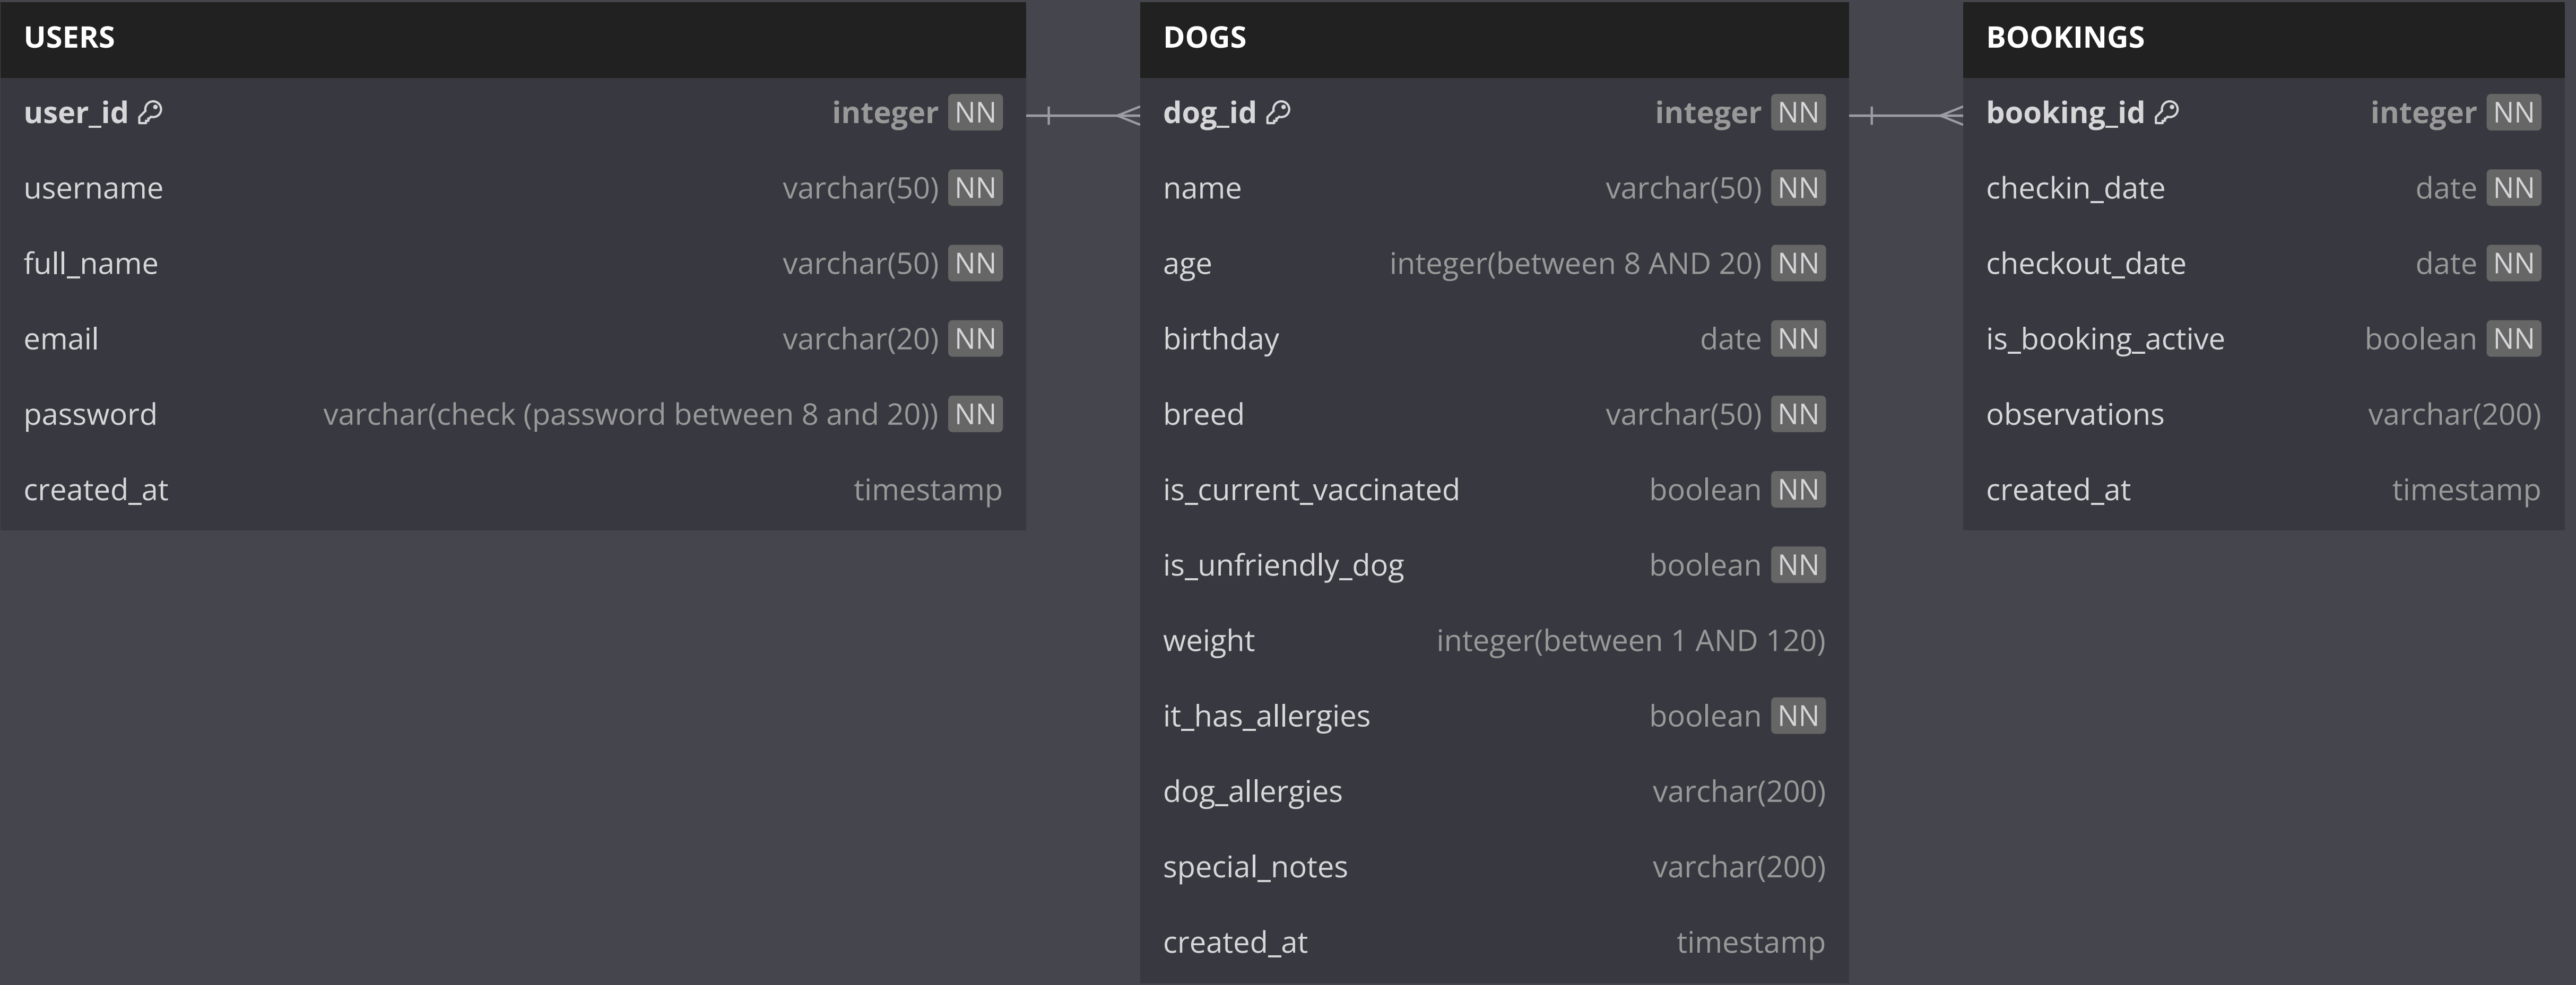 USERS
user_id integer NN
username varchar(50) NN
full_name varchar(50) NN
email varchar(20) NN
password varchar(check (password between 8 and 20)) NN
created_at timestamp
DOGS
dog_id integer NN
name varchar(50) NN
age integer(between 8 AND 20) NN
birthday date NN
breed varchar(50) NN
is_current_vaccinated boolean NN
is_unfriendly_dog boolean NN
weight integer(between 1 AND 120)
it_has_allergies boolean NN
dog_allergies varchar(200)
special_notes varchar(200)
created_at timestamp
BOOKINGS
booking_id integer NN
checkin_date date NN
checkout_date date NN
is_booking_active boolean NN
observations varchar(200)
created_at timestamp